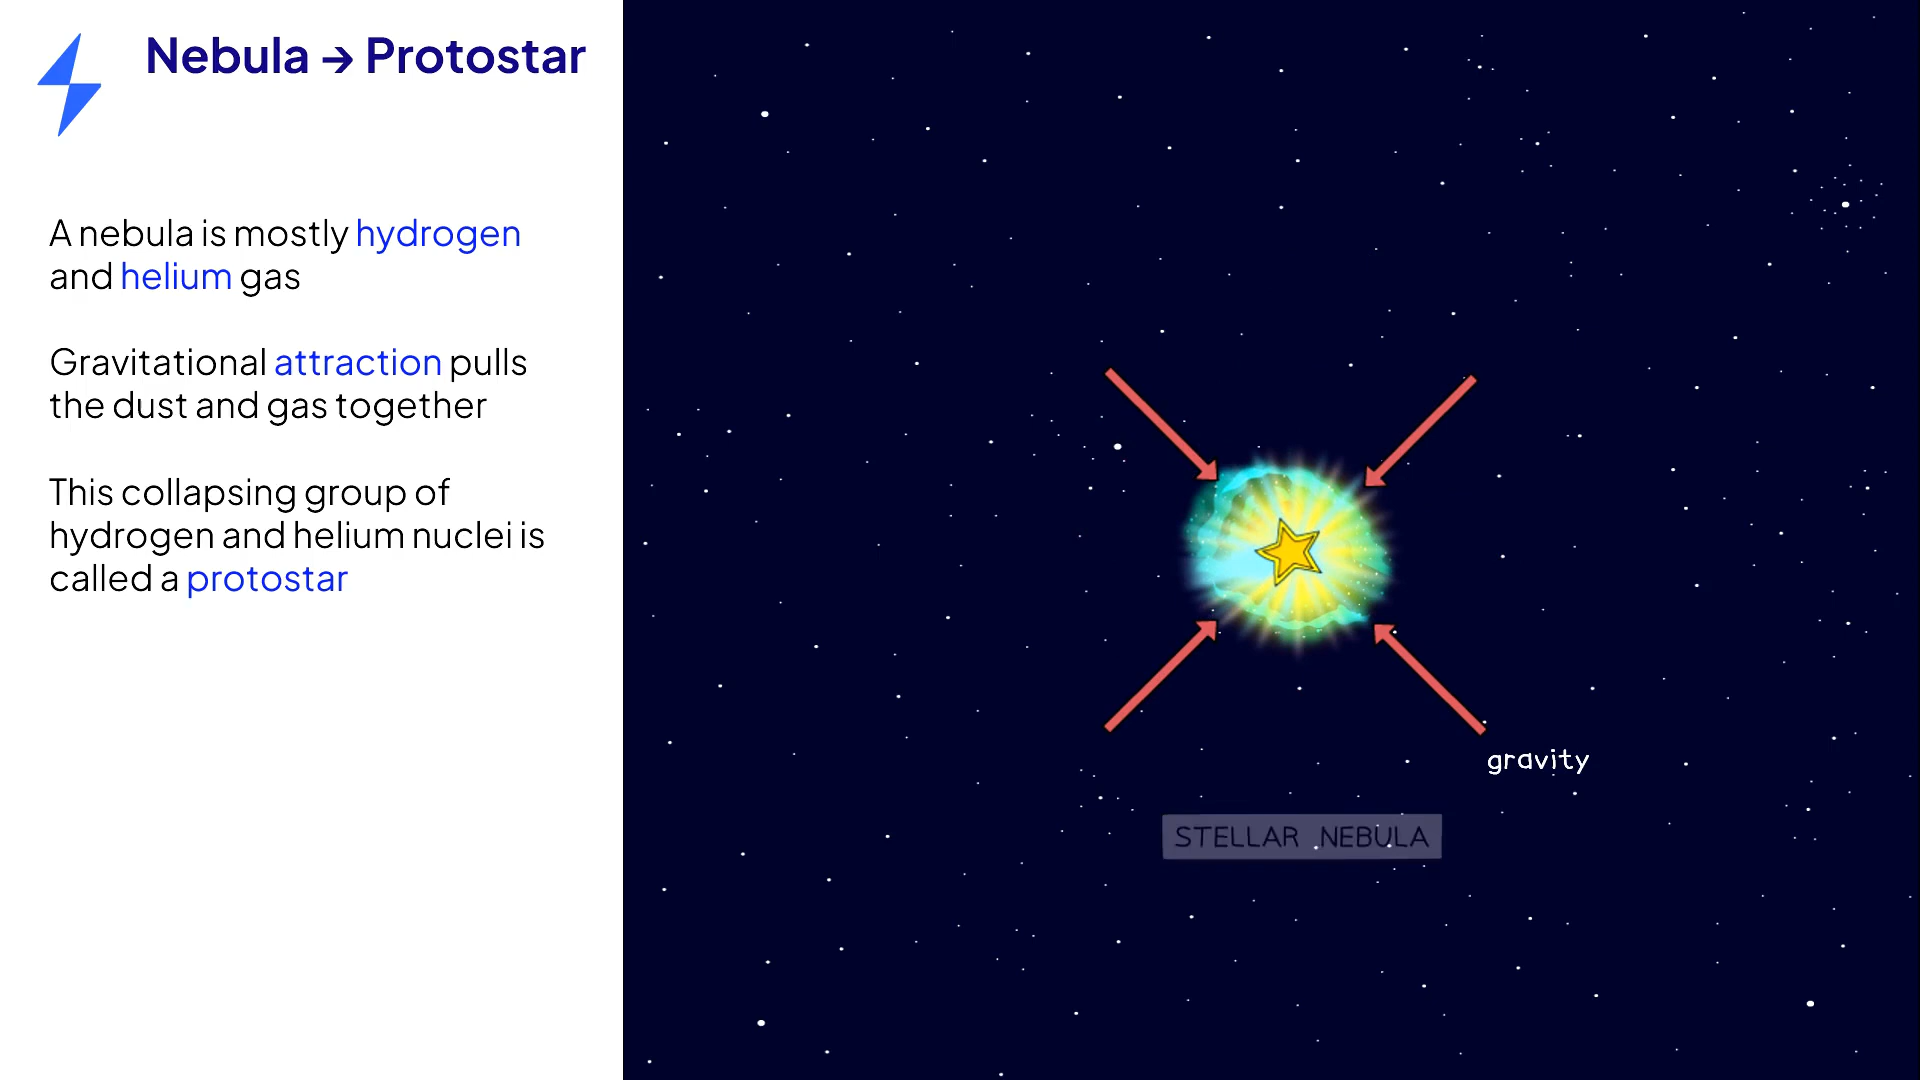 Nebula → Protostar
A nebula is mostly hydrogen
and helium gas
Gravitational attraction pulls
the dust and gas together
This collapsing group of
hydrogen and helium nuclei is
called a protostar
gravity
STELLAR NEBULA